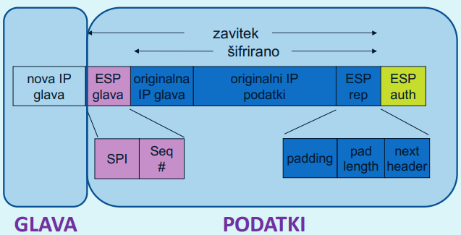 zavitek
šifrirano
nova IP
glava
ESP
glava
originalna
IP glava
originalni IP
podatki
ESP
rep
ESP
auth
SPI
Seq
#
padding
pad
length
next
header
GLAVA
PODATKI